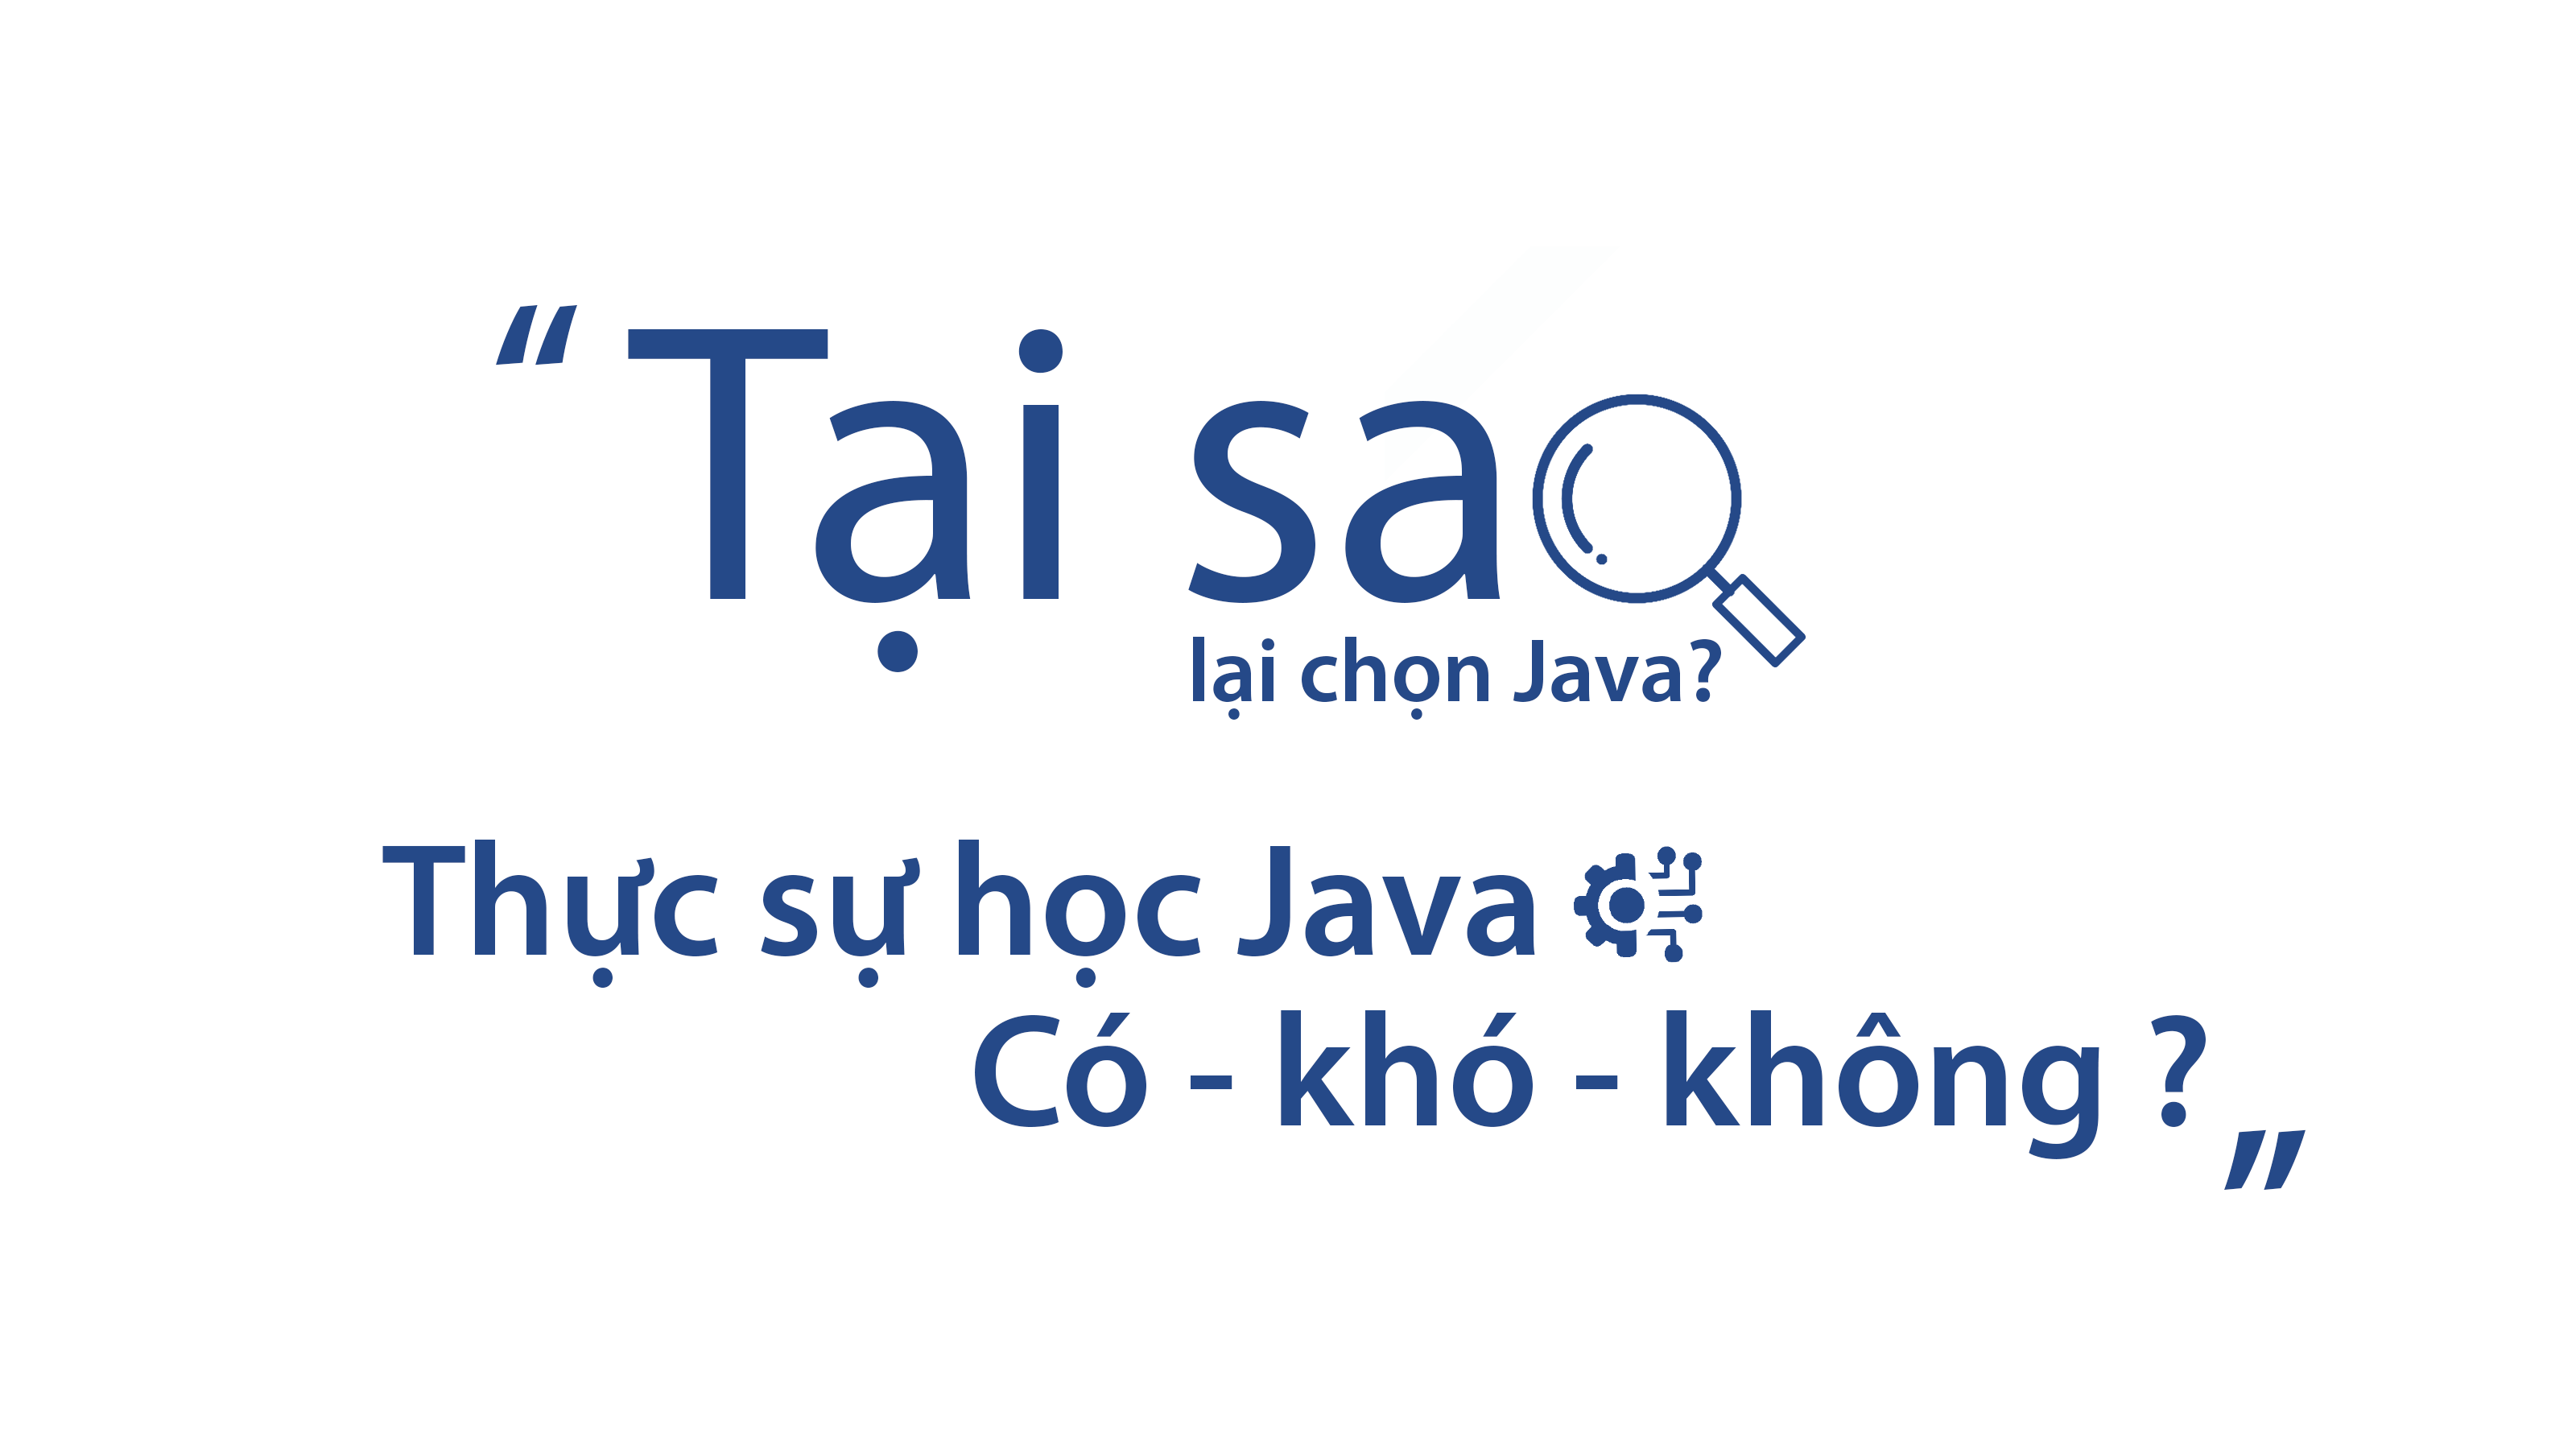 “ Tại sao
lại chọn Java?
Thực sự học Java
Có - khó - không ? ”